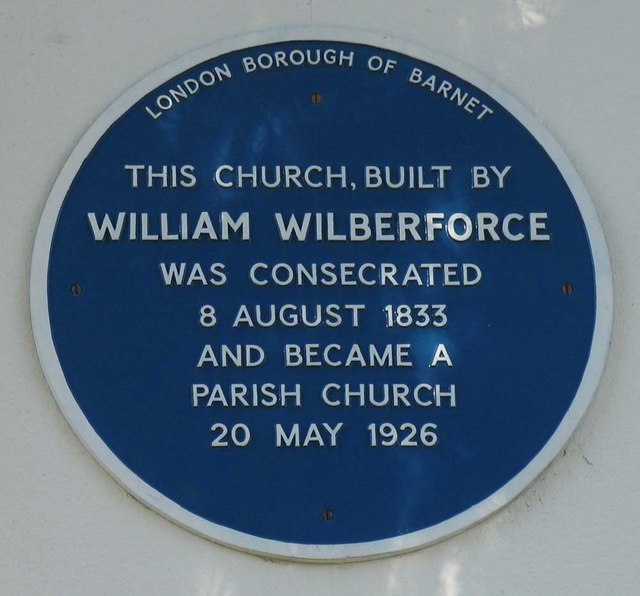 LONDON BOROUGH OF BARNET
THIS CHURCH, BUILT BY
WILLIAM WILBERFORCE
WAS CONSECRATED
8 AUGUST 1833
AND BECAME A
PARISH CHURCH
20 MAY 1926